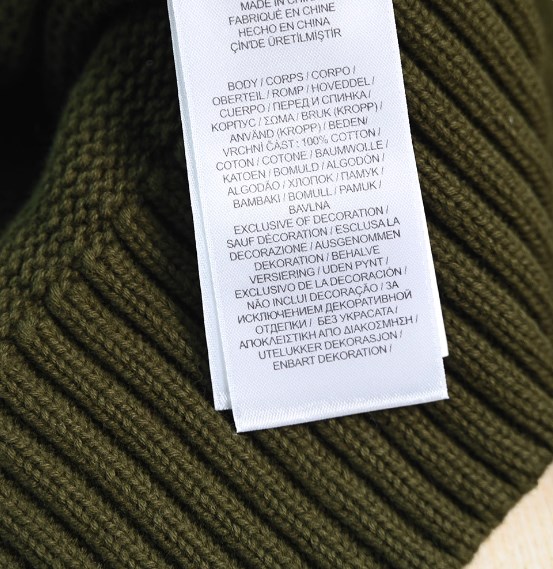 MADE IN CHINA
FABRIQUÉ EN CHINE
HECHO EN CHINA
ÇİN'DE ÜRETİLMİŞTİR
BODY / CORPS / CORPO /
OBERTEIL / ROMP / HOVEDDEL /
CUERPO / ПЕРЕД И СПИНКА /
КОРПУС / ΣΩΜΑ / BRUK (KROPP) /
ANVÄND (KROPP) / BEDEN/
VRCHNÍ ČÁST : 100% COTTON /
COTON / COTONE / BAUMWOLLE /
KATOEN / BOMULD / ALGODÓN /
ALGODÃO / ХЛОПОК / ПАМУК /
ΒΑΜΒΑΚΙ / BOMULL / PAMUK /
BAVLNA
EXCLUSIVE OF DECORATION /
SAUF DÉCORATION / ESCLUSA LA
DECORAZIONE / AUSGENOMMEN
DEKORATION / BEHALVE
VERSIERING / UDEN PYNT /
EXCLUSIVO DE LA DECORACIÓN /
NÃO INCLUI DECORAÇÃO / ЗА
ИСКЛЮЧЕНИЕМ ДЕКОРАТИВНОЙ
ОТДЕЛКИ / БЕЗ УКРАСАТА /
ΑΠΟΚΛΕΙΣΤΙΚΗ ΑΠΟ ΔΙΑΚΟΣΜΗΣΗ /
UTELUKKER DEKORASJON /
ENBART DEKORATION /